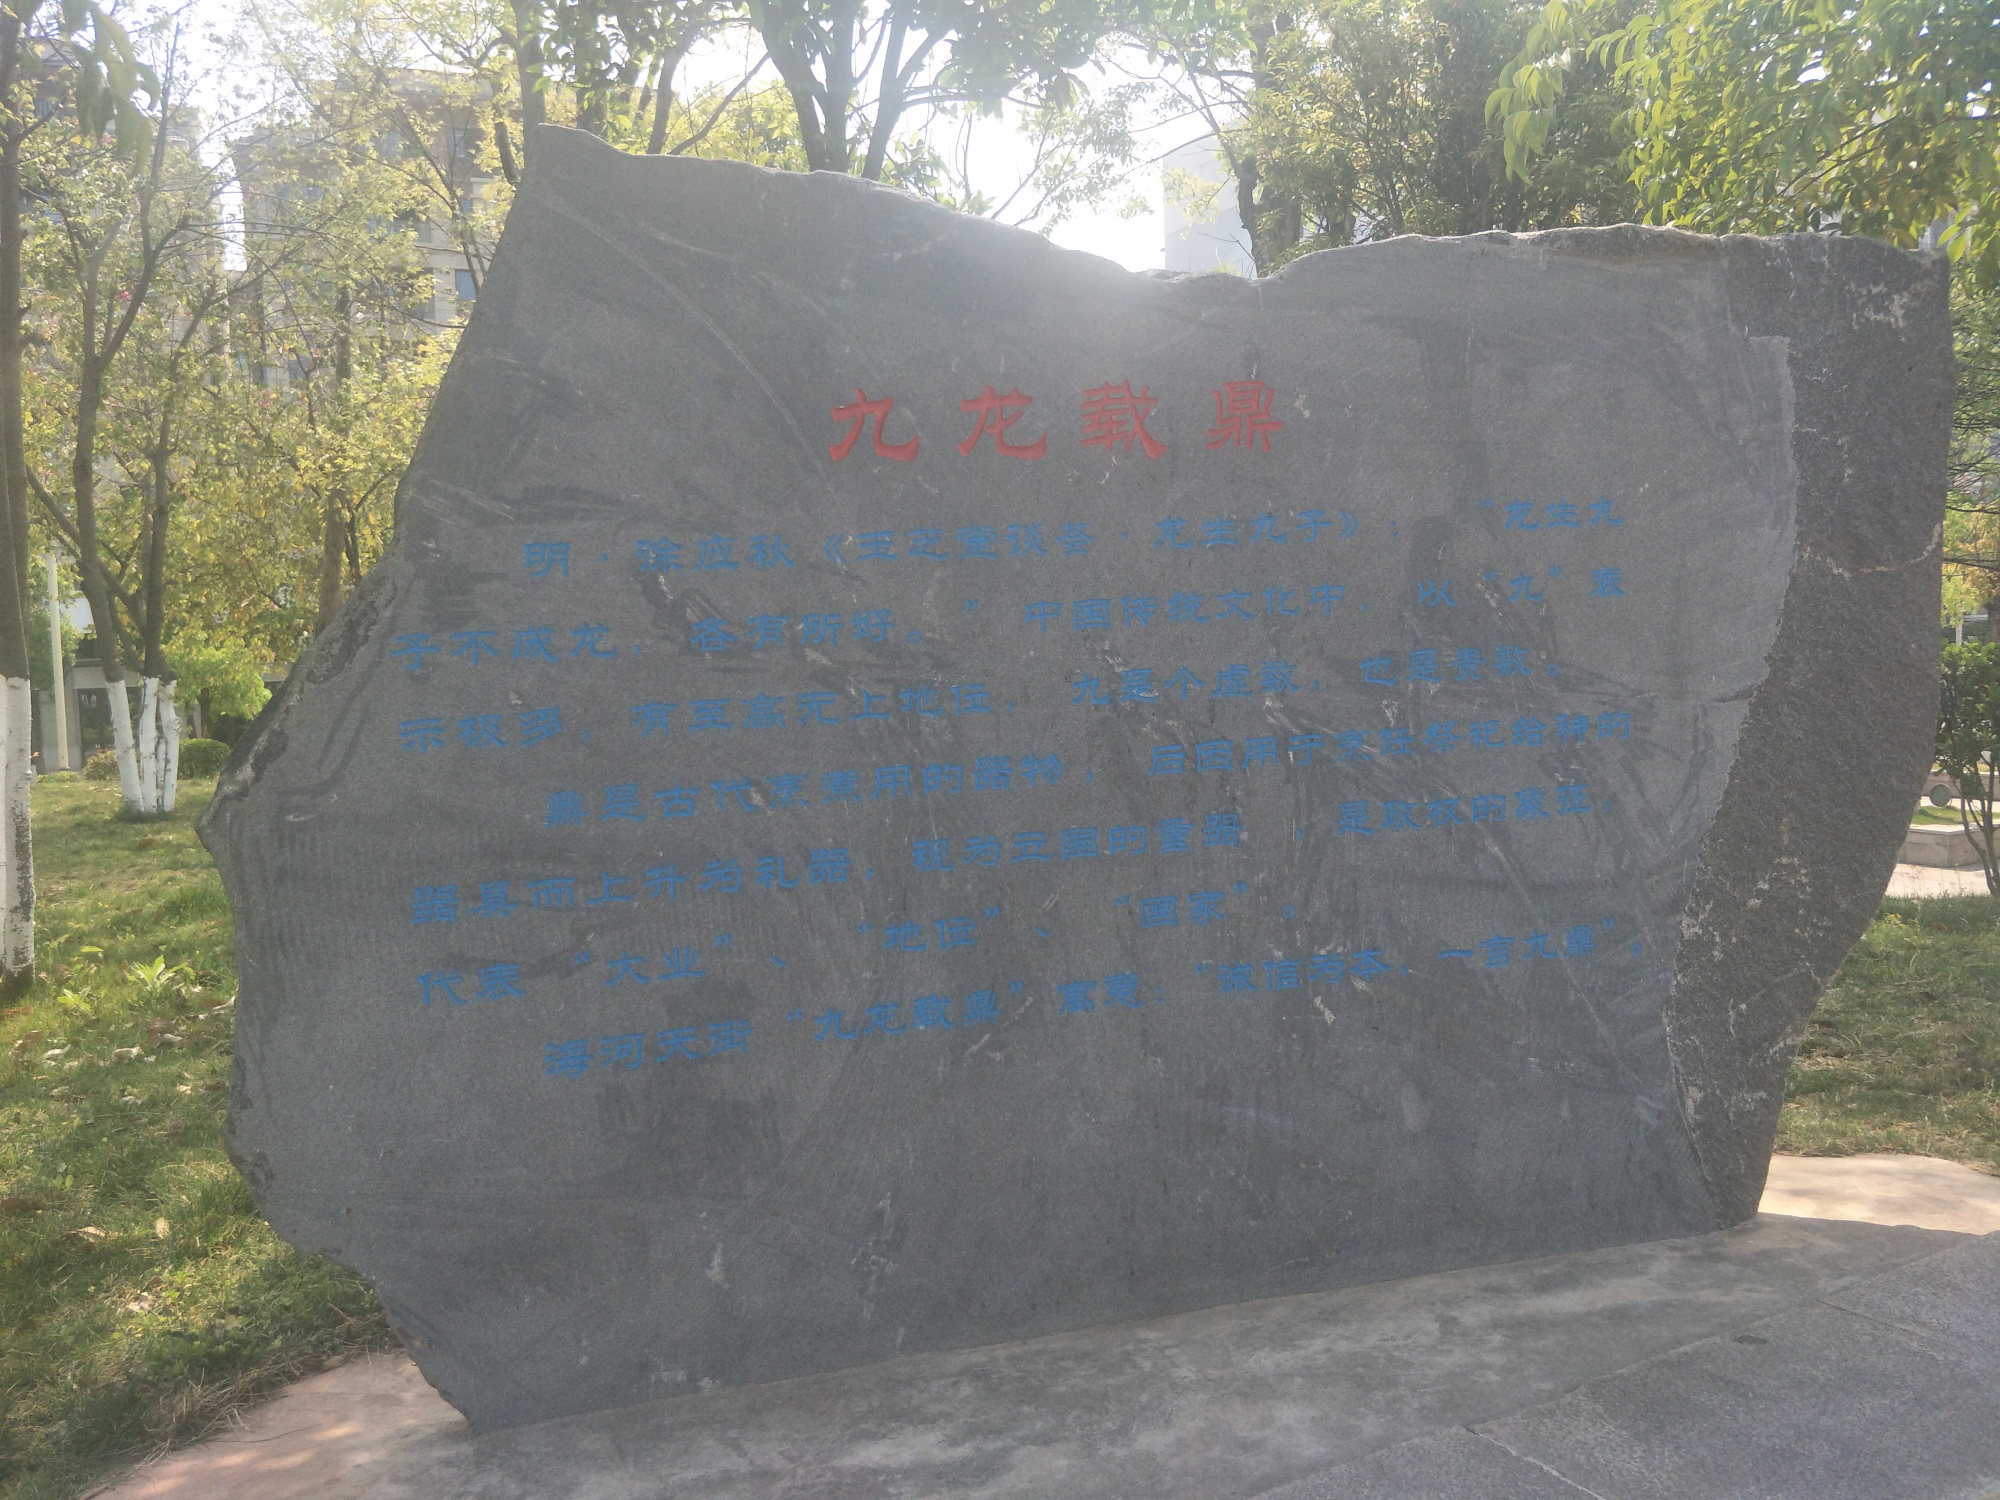 九龙载鼎
明·徐应秋《玉芝堂谈荟·龙生九子》：“龙生九
子不成龙，各有所好。”中国传统文化中，以“九”表
示极多，有至高无上地位，九是个虚数，也是贵数。
鼎是古代烹煮用的器物，后因用于烹饪祭祀给神的
器具而上升为礼器，视为立国的重器，是政权的象征，
代表“大业”、“地位”、“国家”。
海河天街“九龙载鼎”寓意：“诚信为本，一言九鼎”。